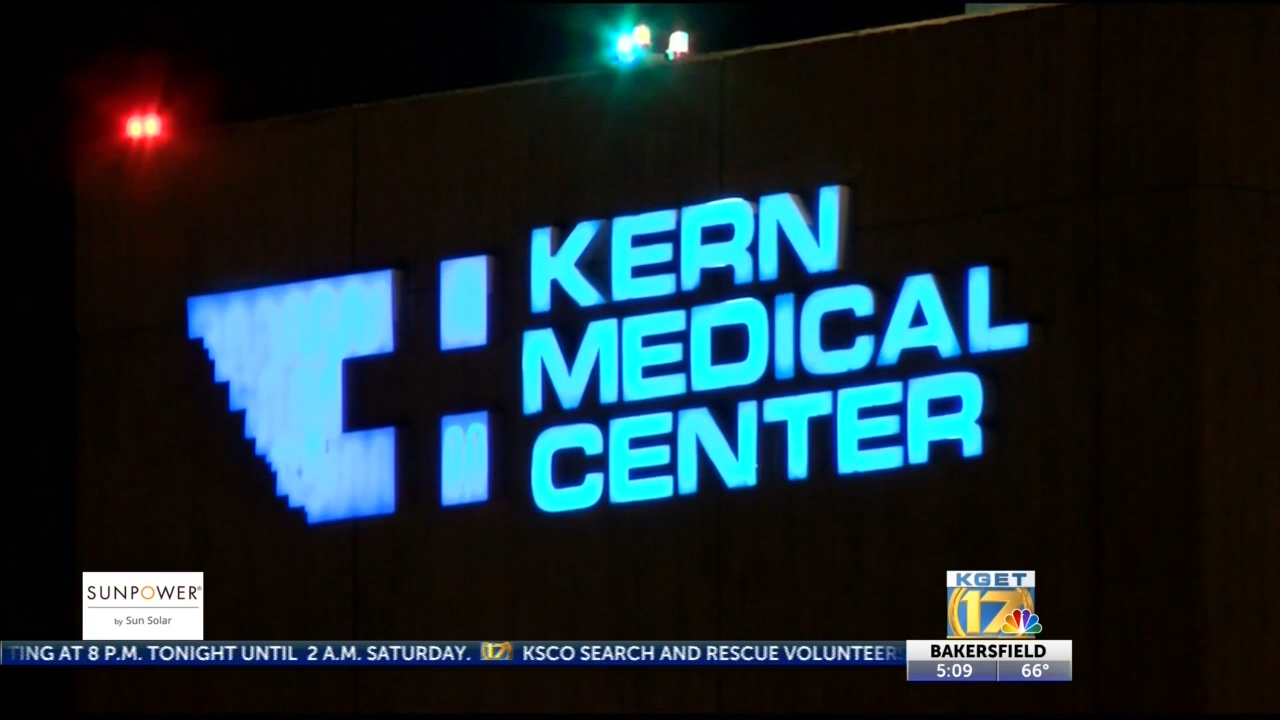 KERN
MEDICAL
CENTER
SUNPOWER®
by Sun Solar
KGET
17
TING AT 8 P.M. TONIGHT UNTIL 2 A.M. SATURDAY. 17 KSCO SEARCH AND RESCUE VOLUNTEERS
BAKERSFIELD
5:09 66°